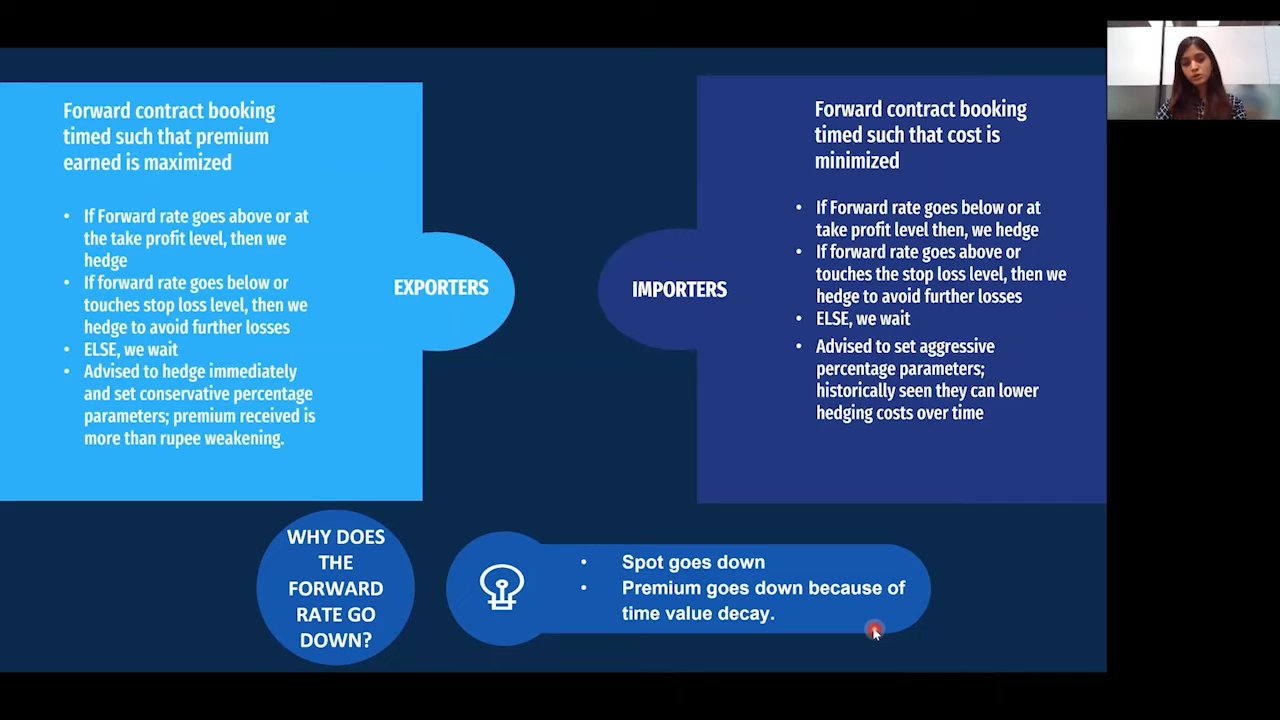 Forward contract booking
timed such that premium
earned is maximized
• If Forward rate goes above or at
the take profit level, then we
hedge
• If forward rate goes below or
touches stop loss level, then we
hedge to avoid further losses
• ELSE, we wait
• Advised to hedge immediately
and set conservative percentage
parameters; premium received is
more than rupee weakening.
EXPORTERS
IMPORTERS
Forward contract booking
timed such that cost is
minimized
• If Forward rate goes below or at
take profit level then, we hedge
• If forward rate goes above or
touches the stop loss level, then we
hedge to avoid further losses
• ELSE, we wait
• Advised to set aggressive
percentage parameters;
historically seen they can lower
hedging costs over time
WHY DOES
THE
FORWARD
RATE GO
DOWN?
• Spot goes down
• Premium goes down because of
time value decay.